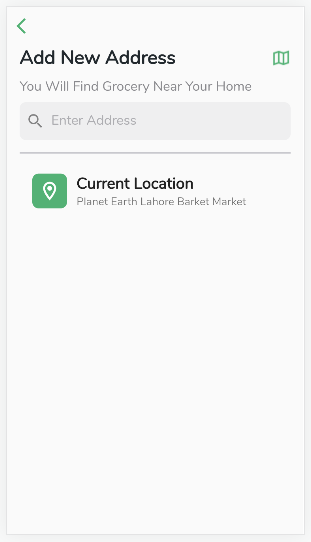 Add New Address
You Will Find Grocery Near Your Home
Enter Address
Current Location
Planet Earth Lahore Barket Market